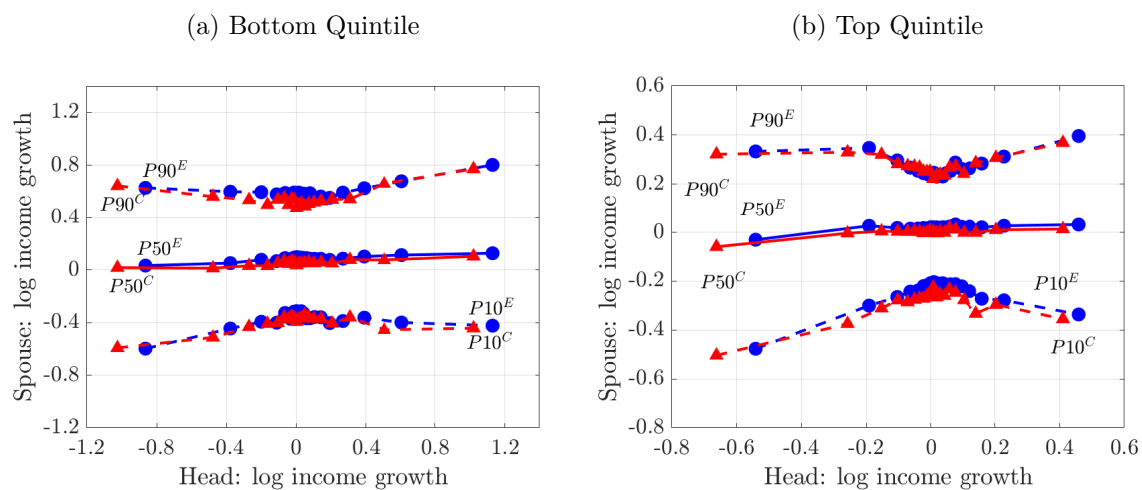 (a) Bottom Quintile
1.2
0.8
0.4
0
-0.4
-0.8
-1.2
-1.2 -0.8 -0.4 0 0.4 0.8 1.2
Spouse: log income growth
Head: log income growth
P90^E
P90^C
P50^E
P50^C
P10^E
P10^C
(b) Top Quintile
0.6
0.4
0.2
0
-0.2
-0.4
-0.6
-0.8
-0.8 -0.6 -0.4 -0.2 0 0.2 0.4 0.6
Spouse: log income growth
Head: log income growth
P90^E
P90^C
P50^E
P50^C
P10^E
P10^C